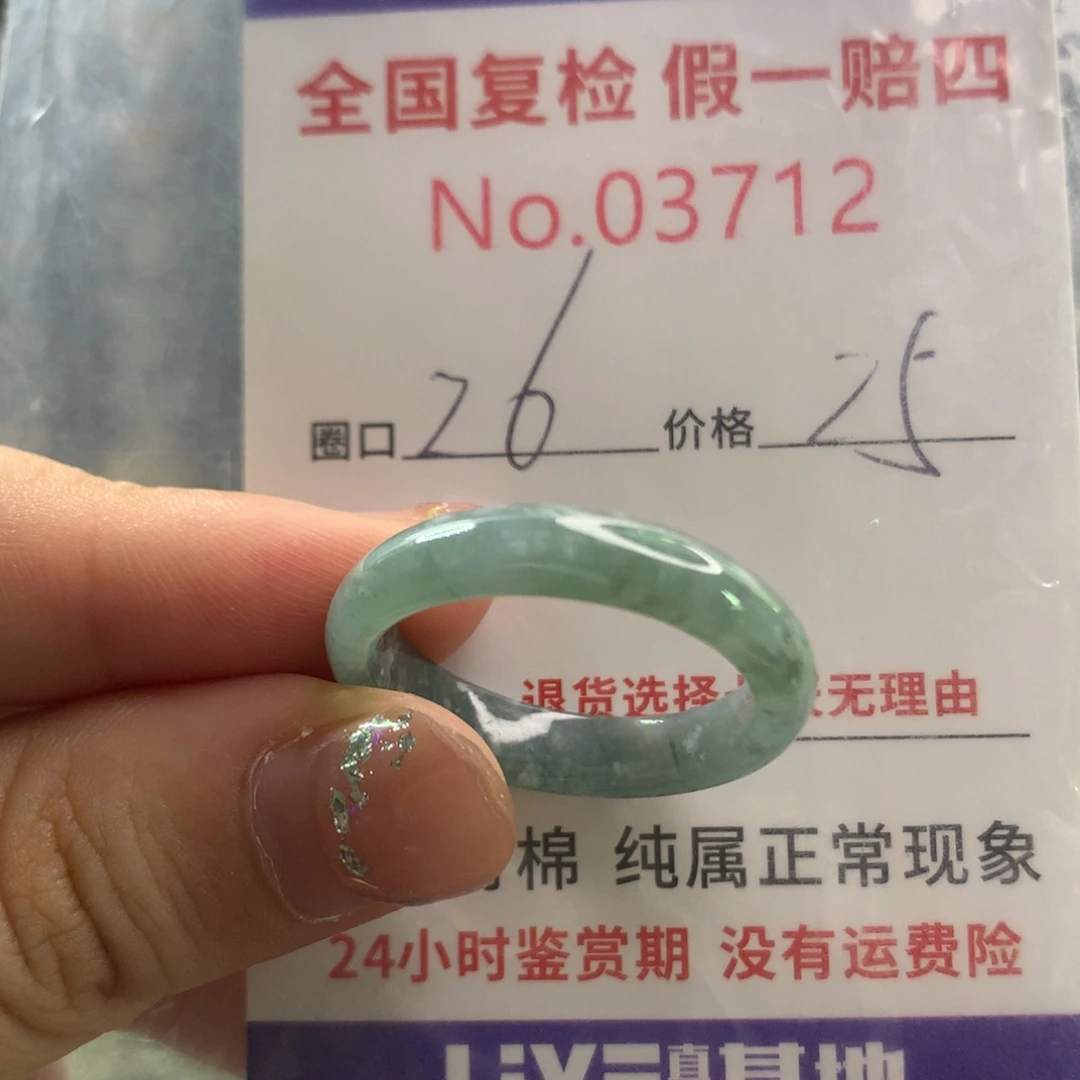 全国复检 假一赔四
No.03712
圈口 26 价格 25
退货选择 无理由
棉 纯属正常现象
24小时鉴赏期 没有运费险
基地